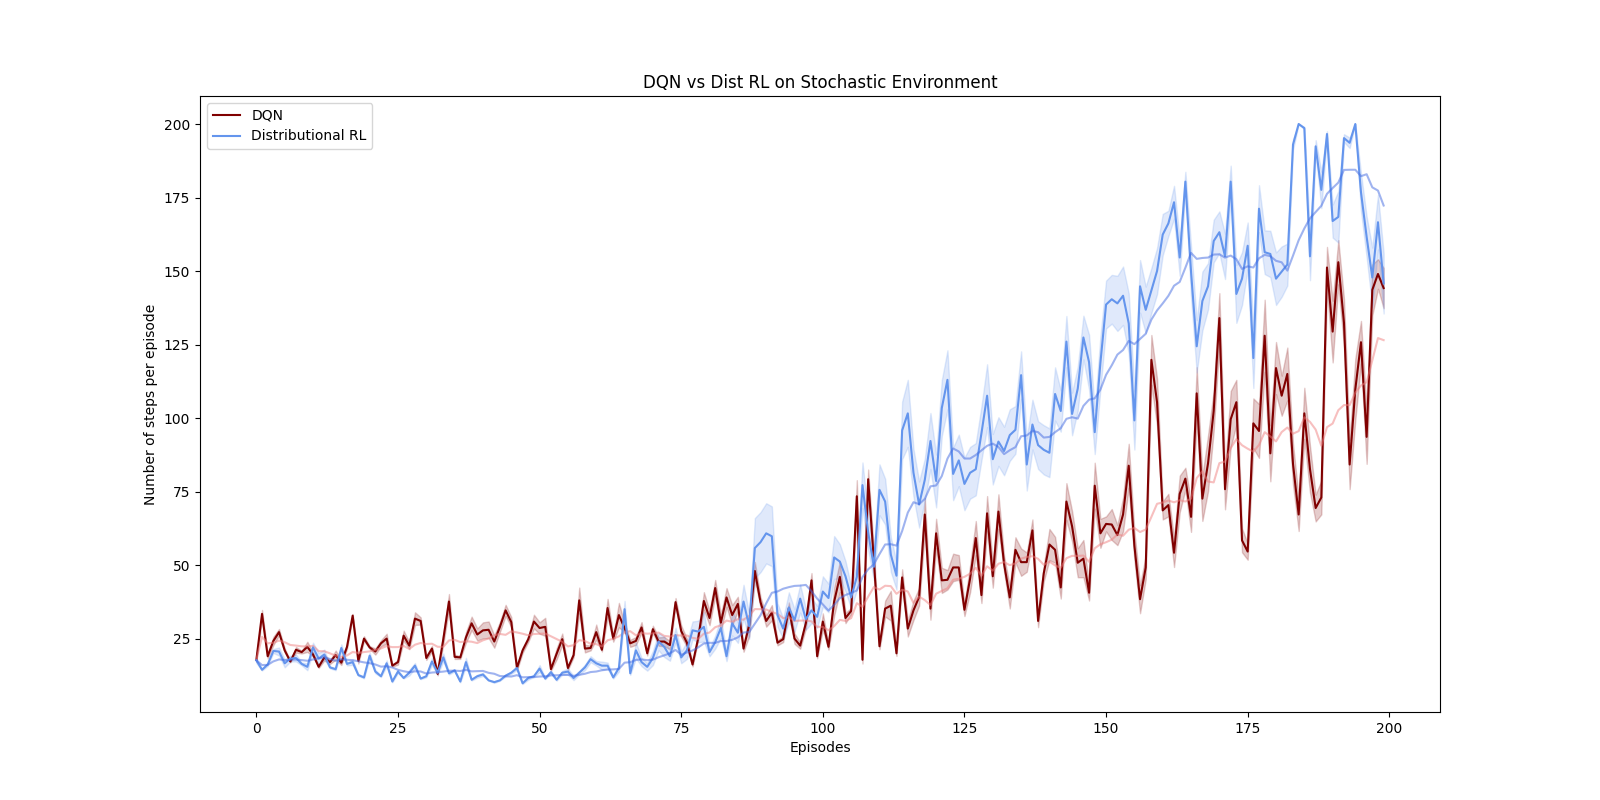 DQN vs Dist RL on Stochastic Environment
DQN
Distributional RL
200
175
150
125
100
75
50
25
Number of steps per episode
0 25 50 75 100 125 150 175 200
Episodes